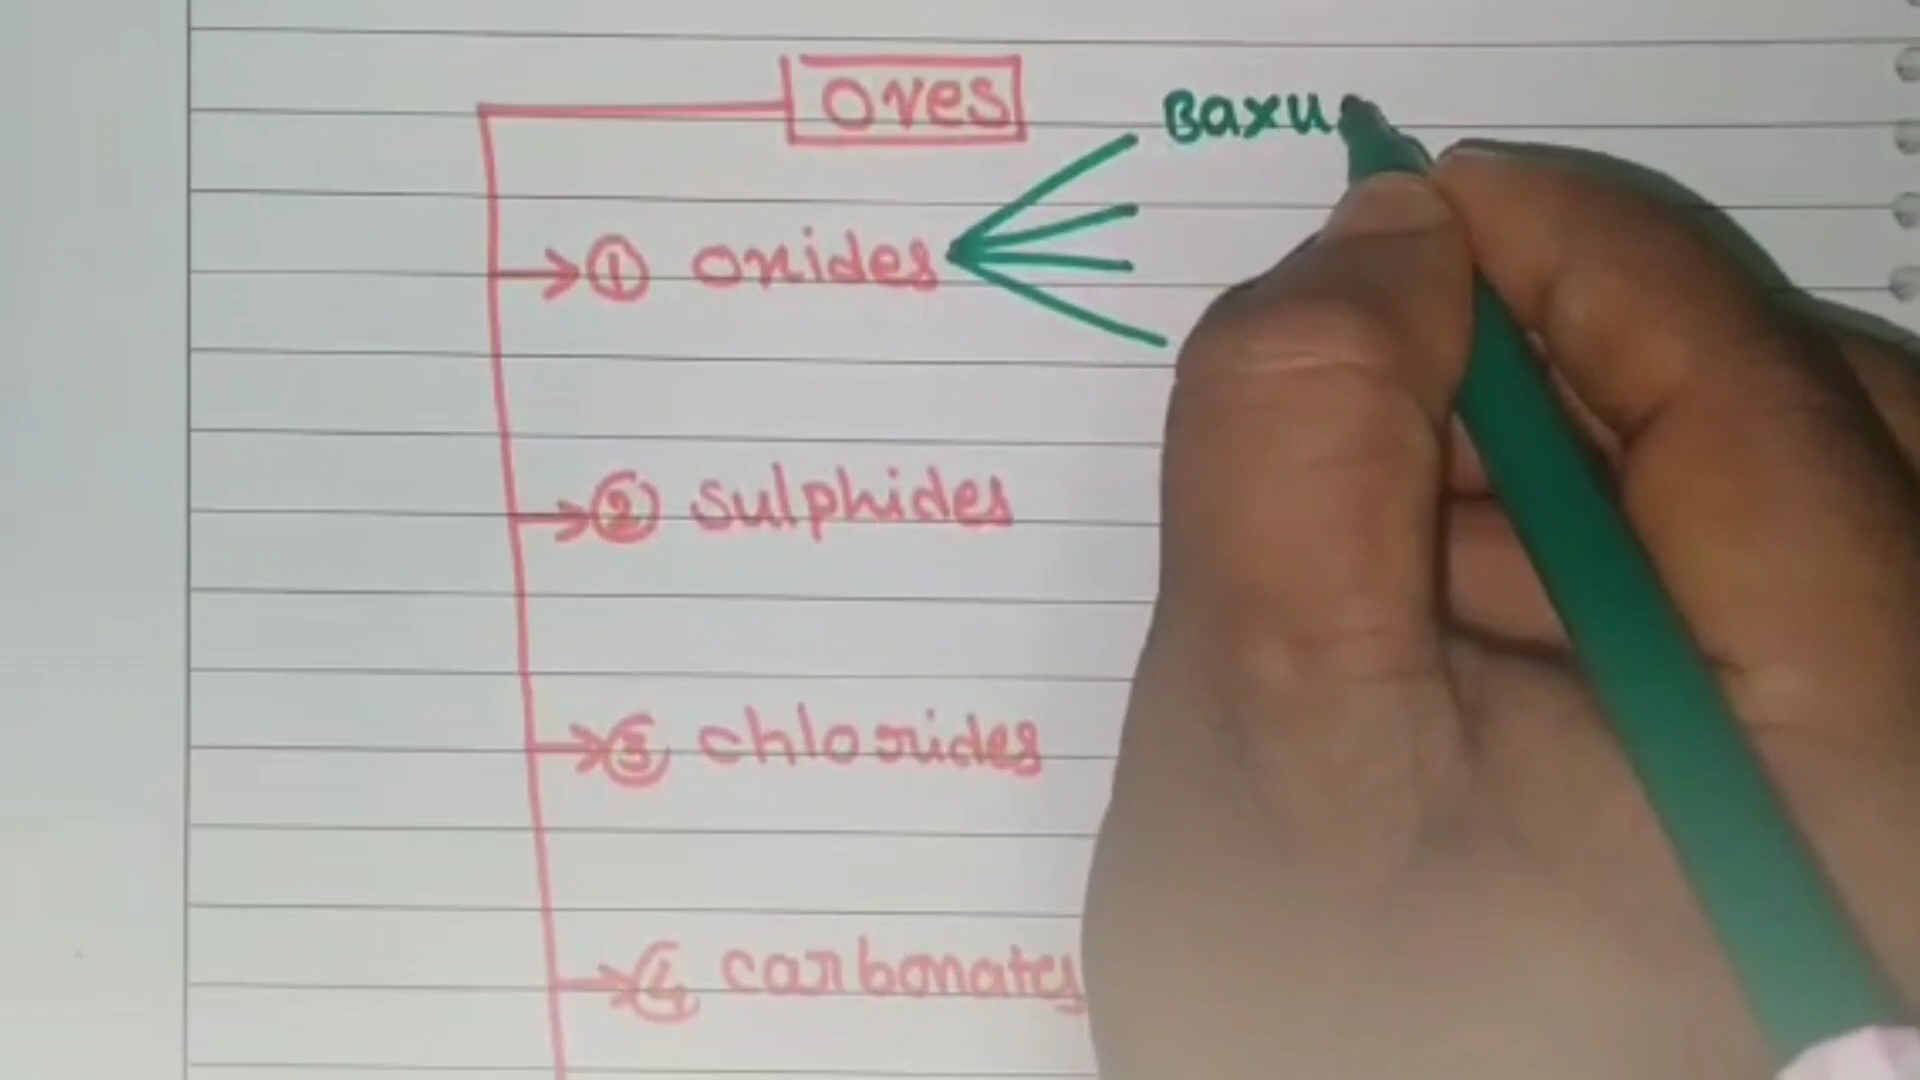 ores
Baxu
① oxides
② sulphides
③ chlorides
④ carbonates